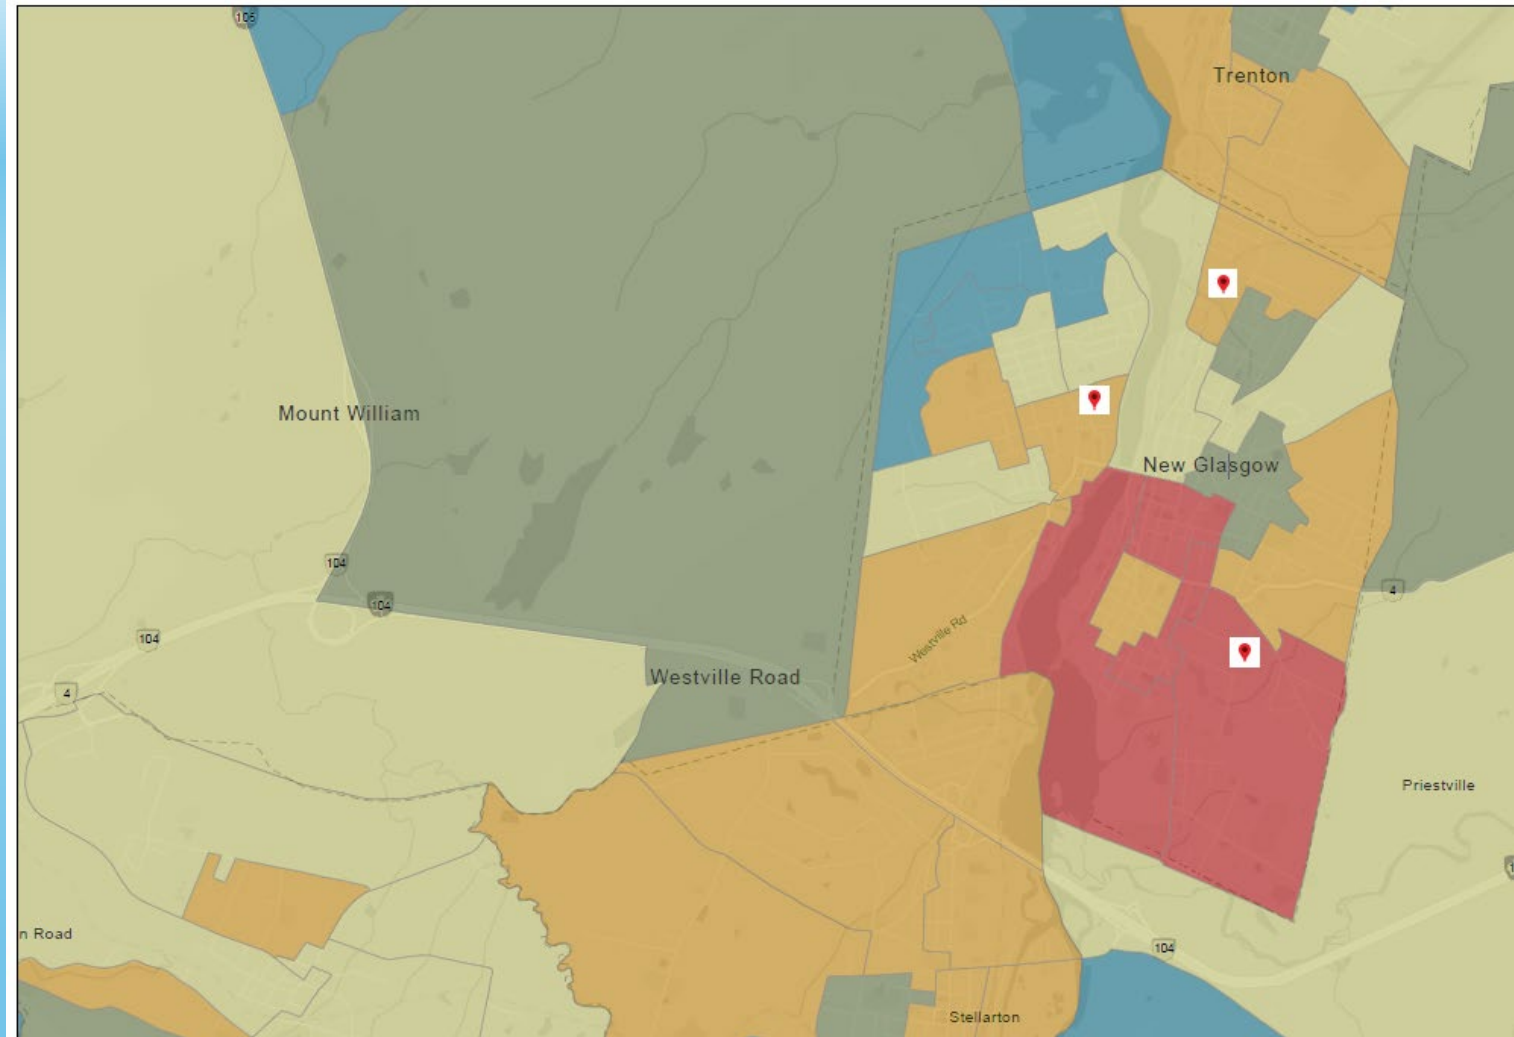 106
Trenton
Mount William
New Glasgow
104
104
4
Westville Rd
104
Westville Road
4
Priestville
n Road
104
Stellarton